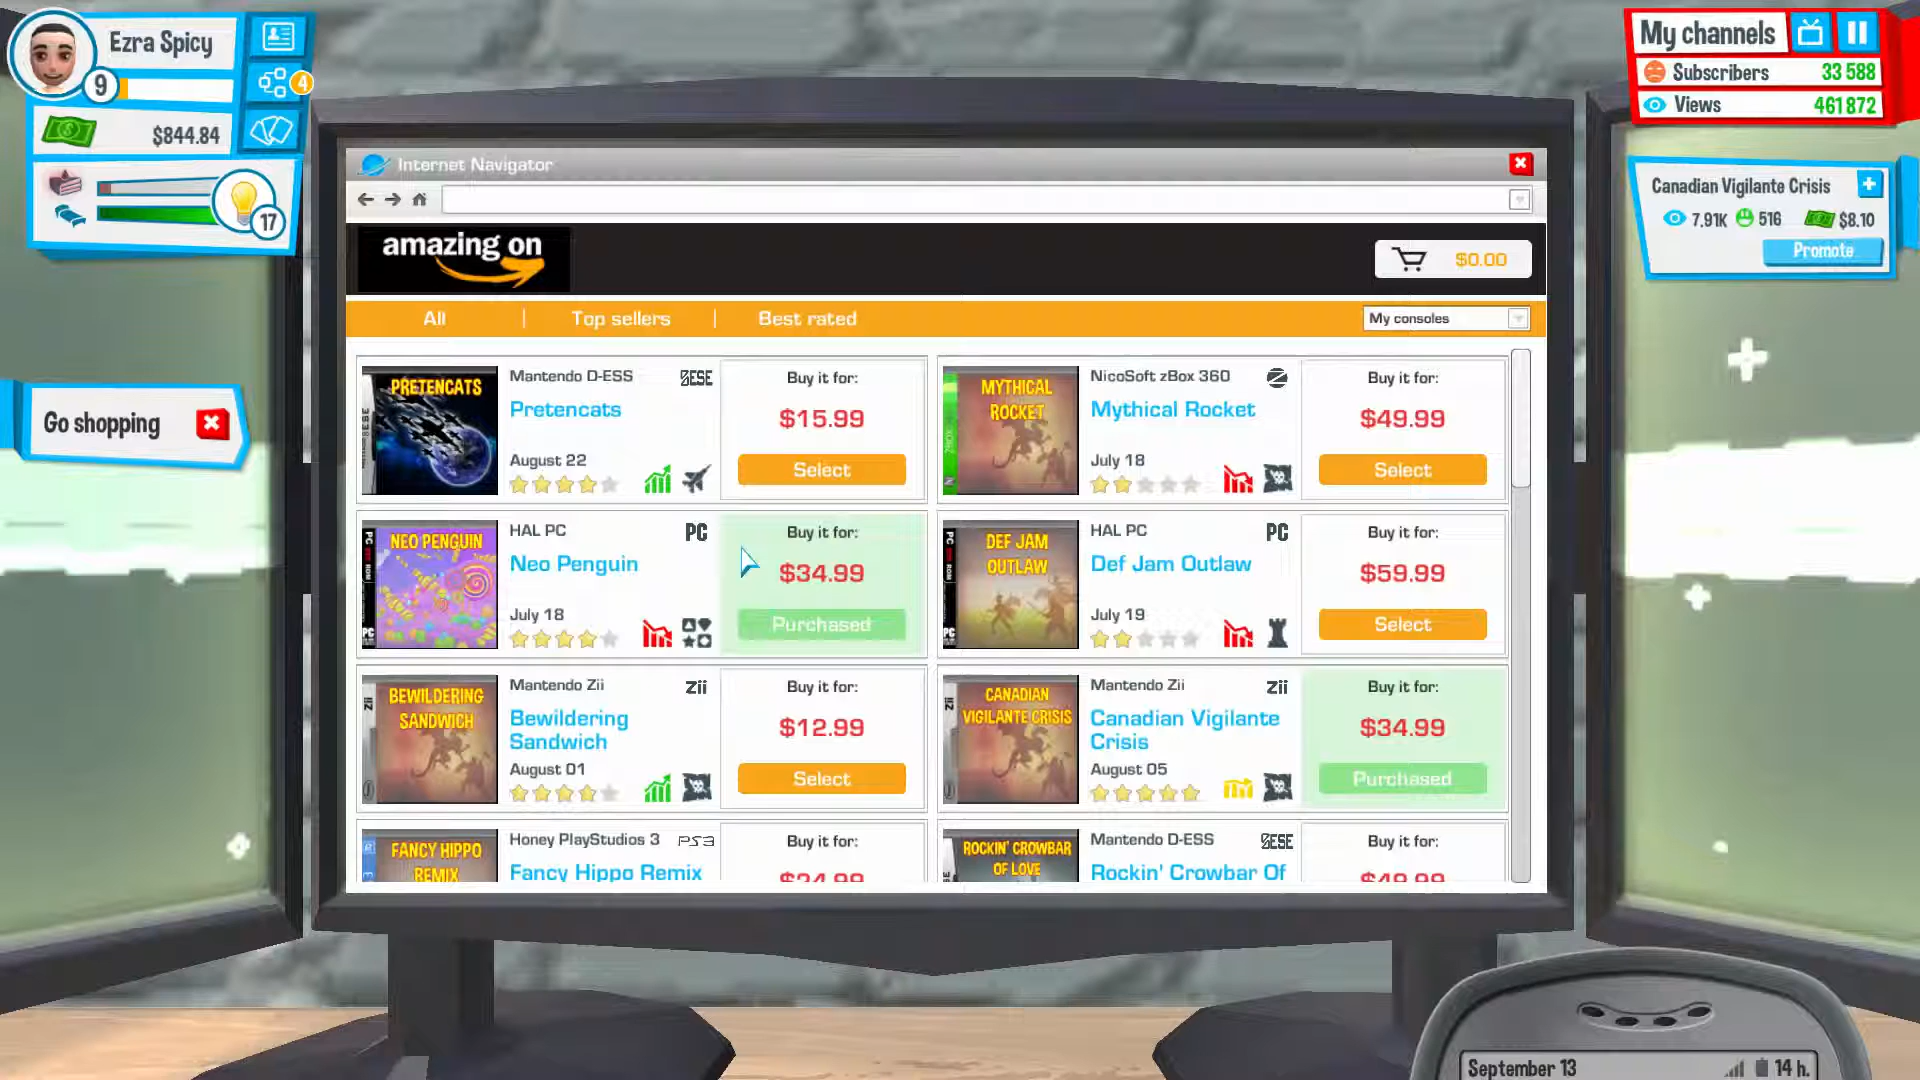 Ezra Spicy
9
4
$844.84
17
Go shopping
My channels
Subscribers 33 588
Views 461 872
Canadian Vigilante Crisis
7.91K 516 $8.10
Promote
Internet Navigator
amazing on
$0.00
All | Top sellers | Best rated
My consoles
PRETENCATS
Mantendo D-ESS
Pretencats
August 22
Buy it for:
$15.99
Select
MYTHICAL
ROCKET
NicoSoft zBox 360
Mythical Rocket
July 18
Buy it for:
$49.99
Select
NEO PENGUIN
HAL PC
PC
Neo Penguin
July 18
Buy it for:
$34.99
Purchased
DEF JAM
OUTLAW
HAL PC
PC
Def Jam Outlaw
July 19
Buy it for:
$59.99
Select
BEWILDERING
SANDWICH
Mantendo Zii
Zii
Bewildering
Sandwich
August 01
Buy it for:
$12.99
Select
CANADIAN
VIGILANTE CRISIS
Mantendo Zii
Zii
Canadian Vigilante
Crisis
August 05
Buy it for:
$34.99
Purchased
FANCY HIPPO
REMIX
Honey PlayStudios 3
PS3
Fancy Hippo Remix
Buy it for:
$24.99
ROCKIN' CROWBAR
OF LOVE
Mantendo D-ESS
Rockin' Crowbar Of
Buy it for:
$49.99
September 13
14 h.